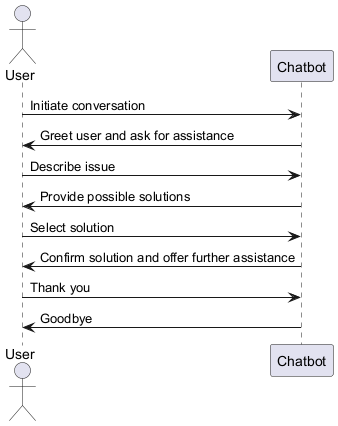 User
Chatbot
Initiate conversation
Greet user and ask for assistance
Describe issue
Provide possible solutions
Select solution
Confirm solution and offer further assistance
Thank you
Goodbye
User
Chatbot